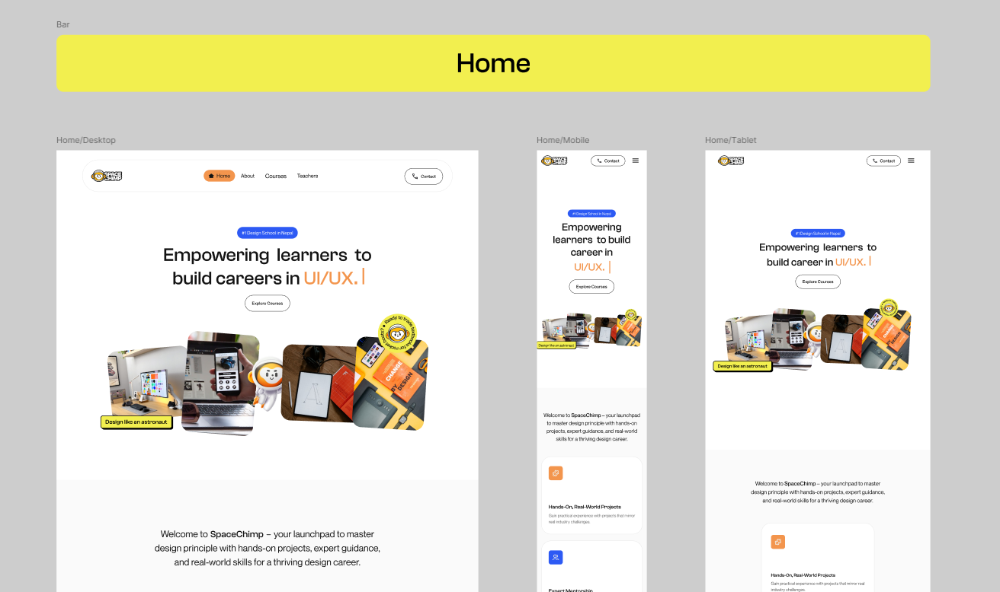 Bar
Home
Home/Desktop
SPACE
CHIMP
Home
About
Courses
Teachers
Contact
#1 Design School in Nepal
Empowering learners to
build careers in UI/UX.
Explore Courses
Ready to trade textbooks for rocket boots?
CHANGE
BY
DESIGN
A
Design like an astronaut
Welcome to SpaceChimp – your launchpad to master
design principle with hands-on projects, expert guidance,
and real-world skills for a thriving design career.
Home/Mobile
SPACE
CHIMP
Contact
#1 Design School in Nepal
Empowering
learners to build
career in
UI/UX.
Explore Courses
Design like an astronaut
Welcome to SpaceChimp – your launchpad
to master design principle with hands-on
projects, expert guidance, and real-world
skills for a thriving design career.
Hands-On, Real-World Projects
Gain practical experience with projects that mirror
real industry challenges.
Expert Mentorship
Home/Tablet
SPACE
CHIMP
Contact
#1 Design School in Nepal
Empowering learners to
build career in UI/UX.
Explore Courses
CHANGE
BY
DESIGN
A
Design like an astronaut
Welcome to SpaceChimp – your launchpad to master
design principle with hands-on projects, expert guidance,
and real-world skills for a thriving design career.
Hands-On, Real-World Projects
Gain practical experience with projects that mirror real
industry challenges.